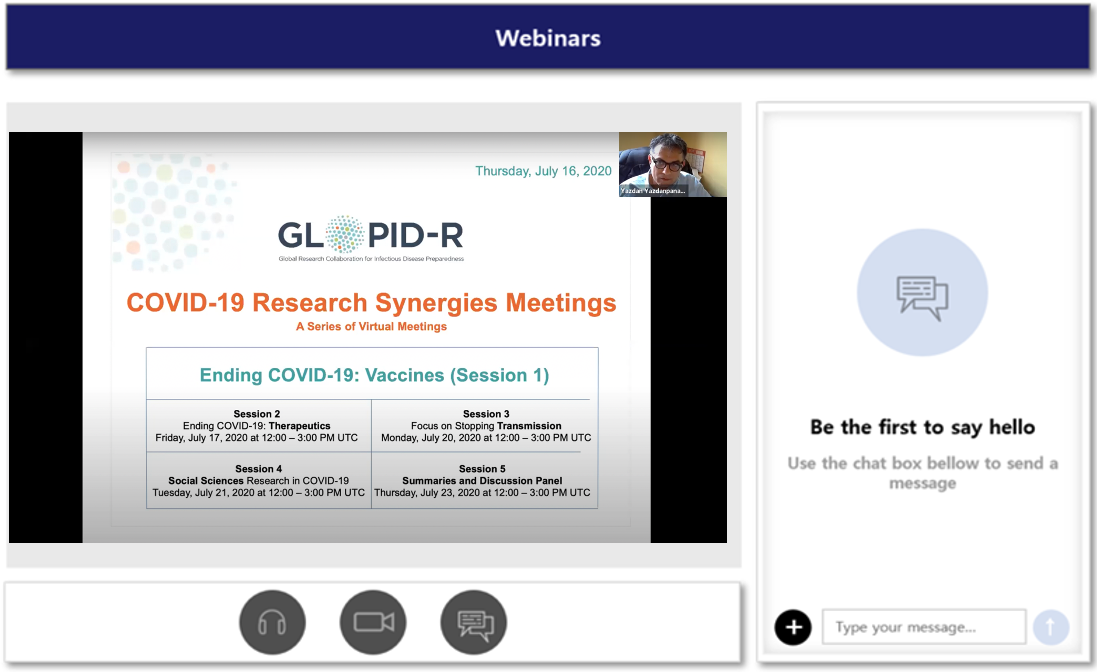 Webinars
Thursday, July 16, 2020
Yazdan Yazdanpana...
GLOPID-R
Global Research Collaboration for Infectious Disease Preparedness
COVID-19 Research Synergies Meetings
A Series of Virtual Meetings
Ending COVID-19: Vaccines (Session 1)
Session 2
Ending COVID-19: Therapeutics
Friday, July 17, 2020 at 12:00 – 3:00 PM UTC
Session 3
Focus on Stopping Transmission
Monday, July 20, 2020 at 12:00 – 3:00 PM UTC
Session 4
Social Sciences Research in COVID-19
Tuesday, July 21, 2020 at 12:00 – 3:00 PM UTC
Session 5
Summaries and Discussion Panel
Thursday, July 23, 2020 at 12:00 – 3:00 PM UTC
Be the first to say hello
Use the chat box bellow to send a
message
Type your message...